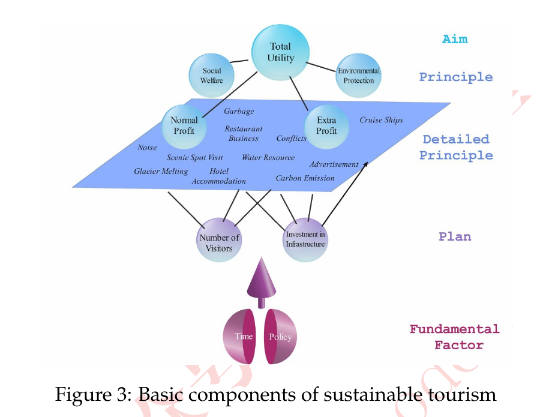 Total
Utility
Aim
Social
Welfare
Environmental
Protection
Principle
Normal
Profit
Garbage
Extra
Profit
Cruise Ships
Restaurant
Business
Conflicts
Detailed
Principle
Noise
Scenic Spot Visit
Water Resource
Advertisement
Glacier Melting
Hotel
Accommodation
Carbon Emission
Number of
Visitors
Investment in
Infrastructure
Plan
Time
Policy
Fundamental
Factor
Figure 3: Basic components of sustainable tourism